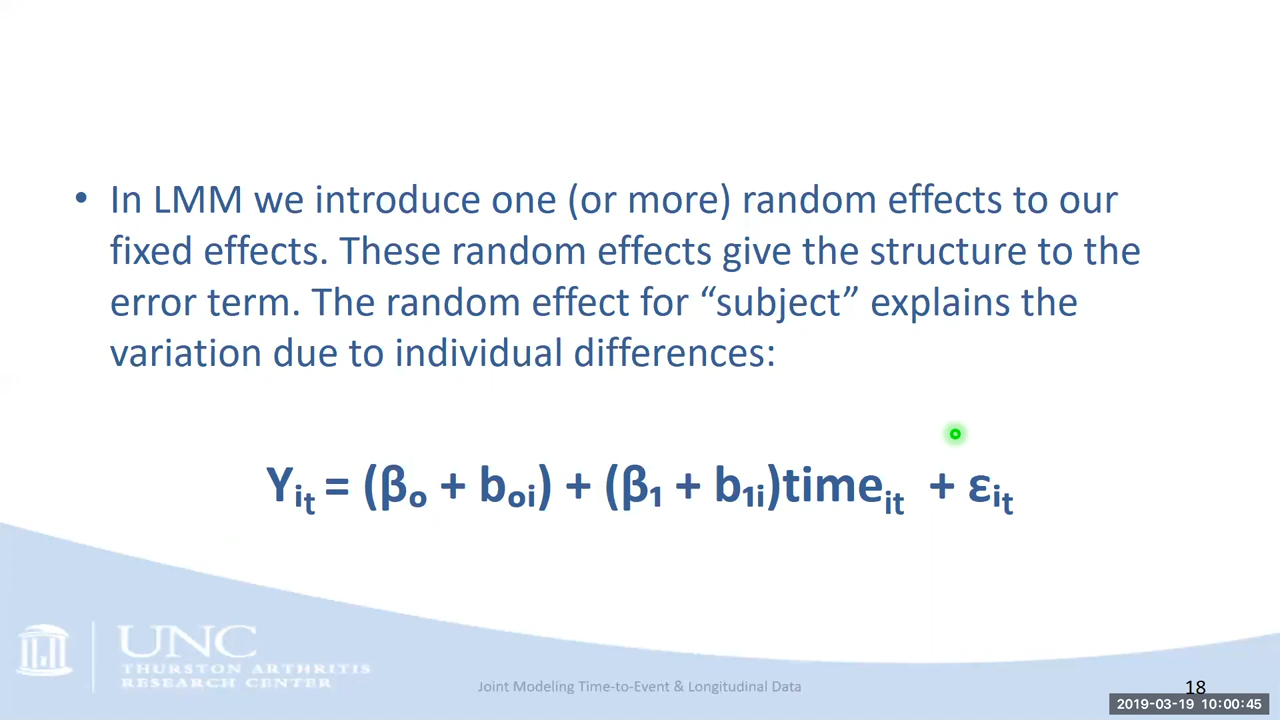 • In LMM we introduce one (or more) random effects to our
fixed effects. These random effects give the structure to the
error term. The random effect for “subject” explains the
variation due to individual differences:
Yᵢₜ = (β₀ + b₀ᵢ) + (β₁ + b₁ᵢ)timeᵢₜ + εᵢₜ
UNC
THURSTON ARTHRITIS
RESEARCH CENTER
Joint Modeling Time-to-Event & Longitudinal Data
18
2019-03-19 10:00:45